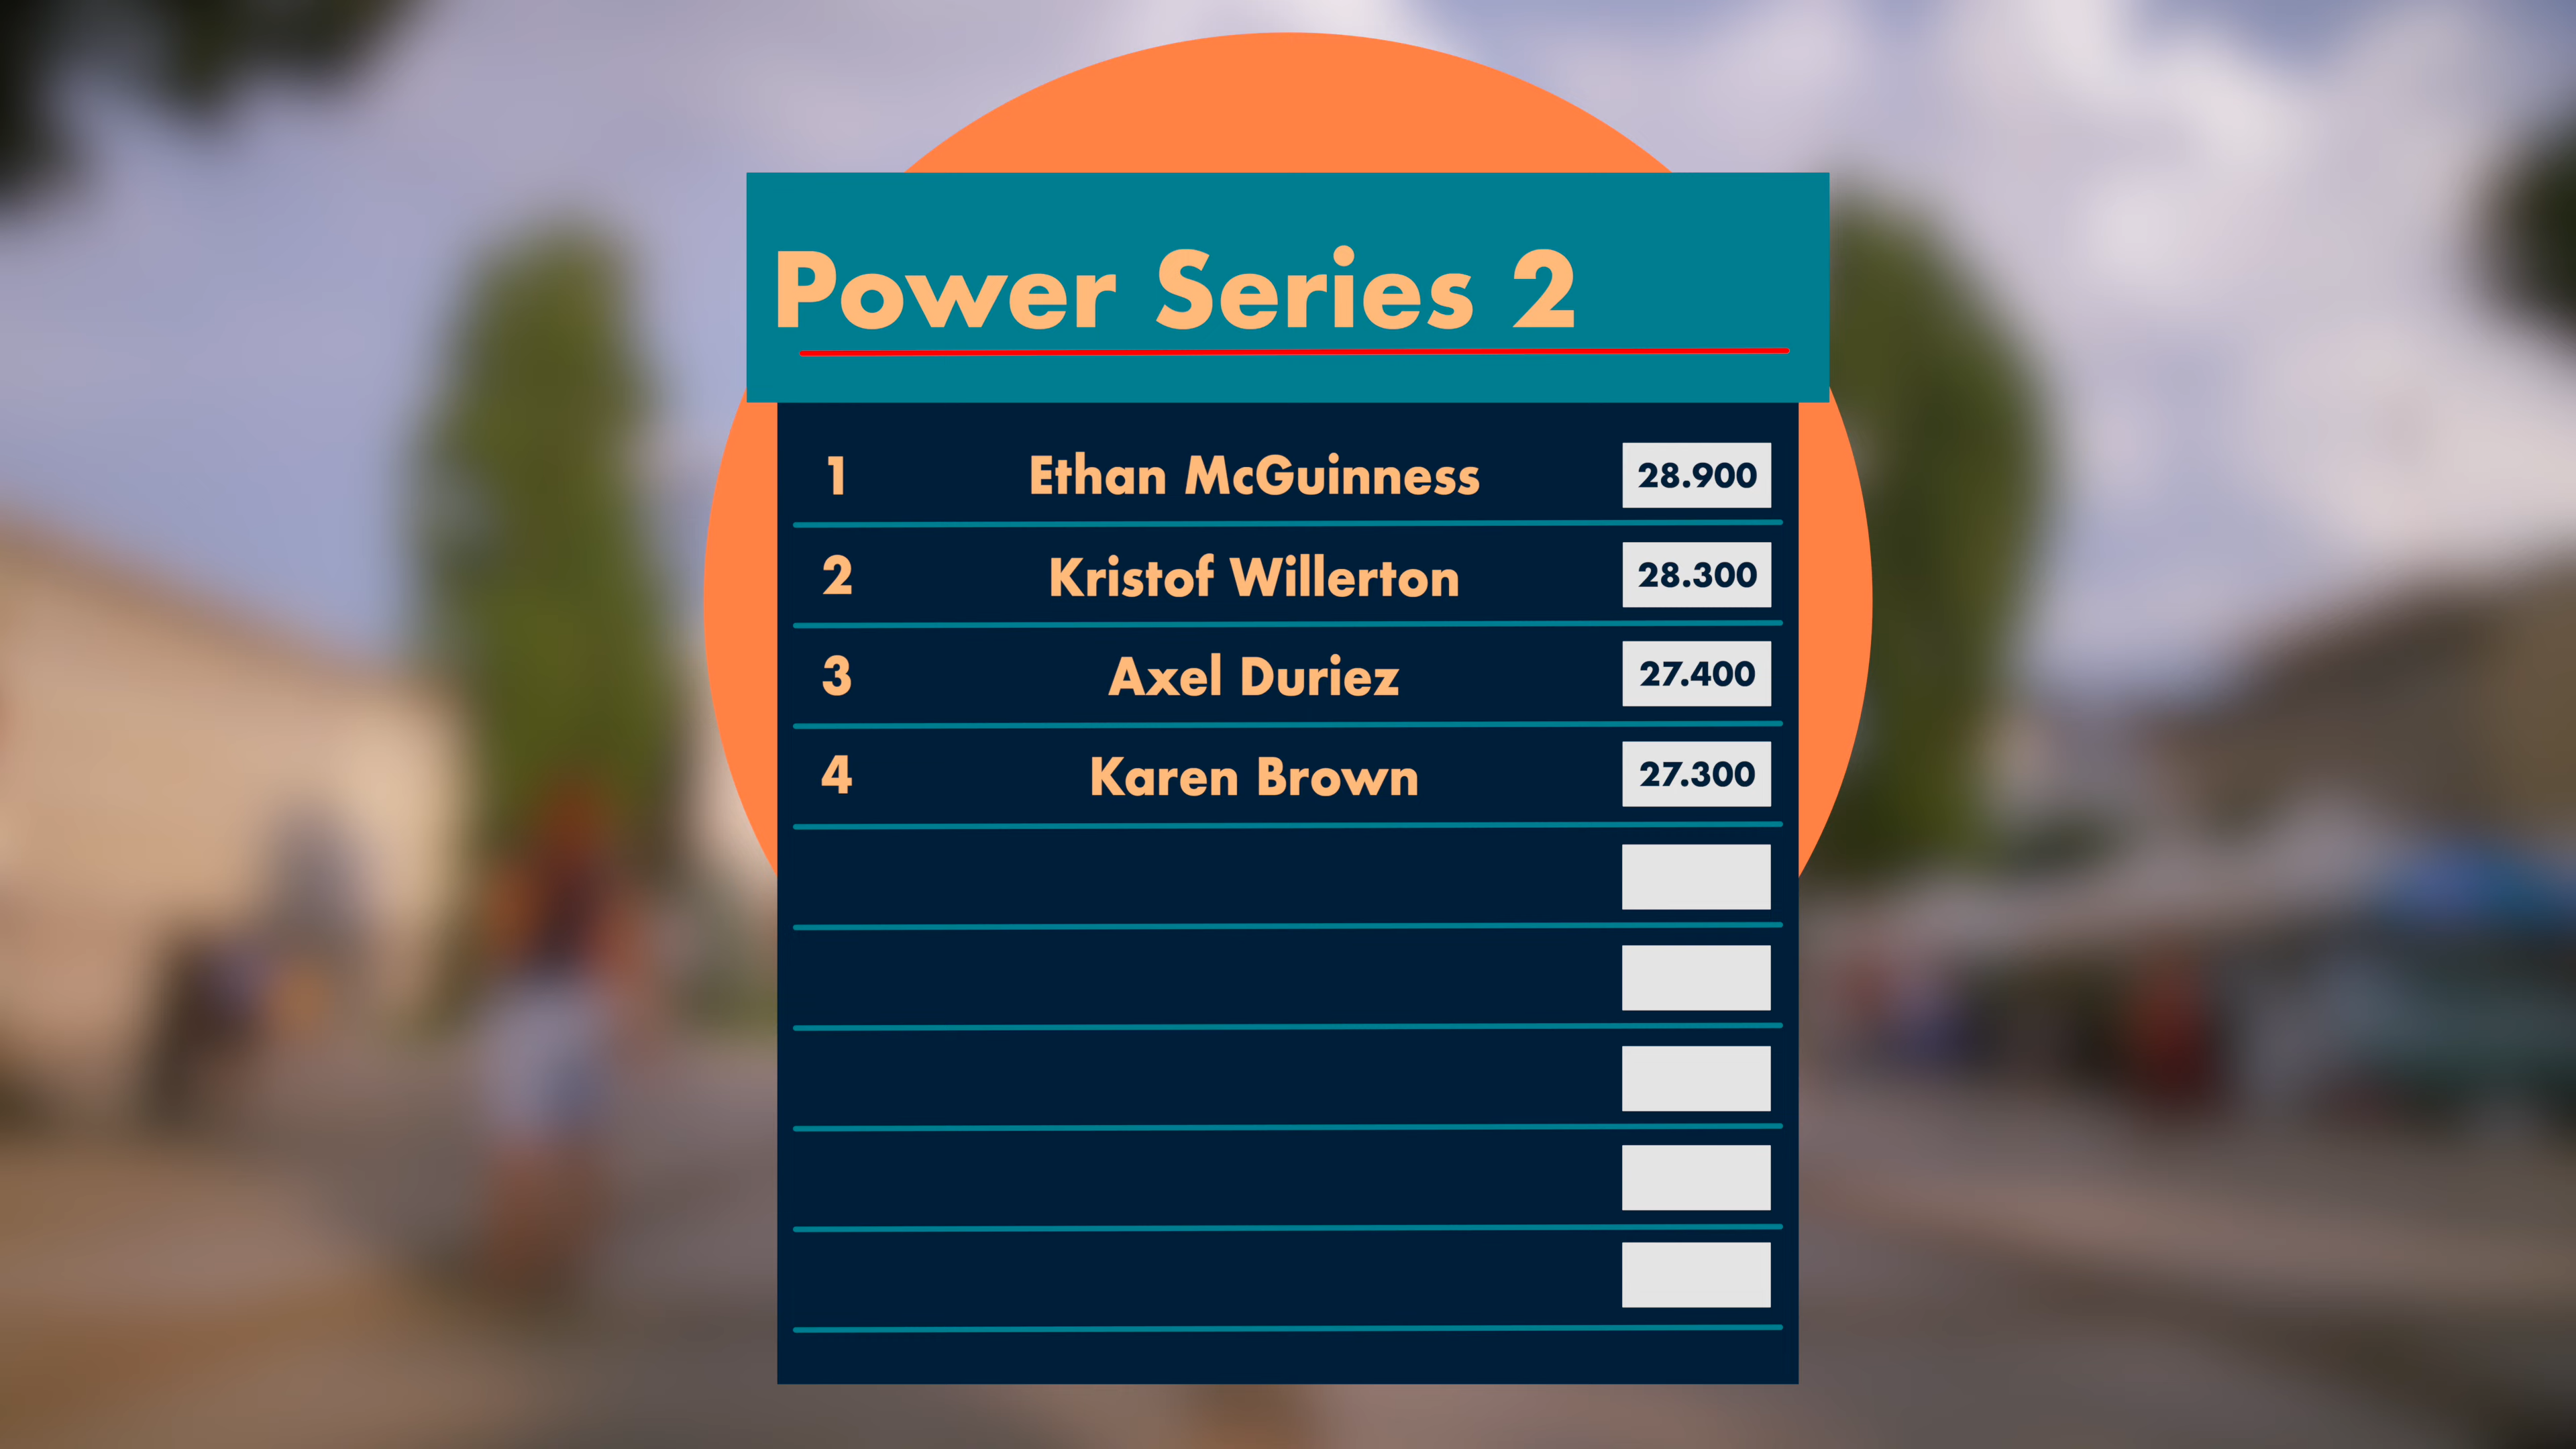 Power Series 2
1 Ethan McGuinness 28.900
2 Kristof Willerton 28.300
3 Axel Duriez 27.400
4 Karen Brown 27.300